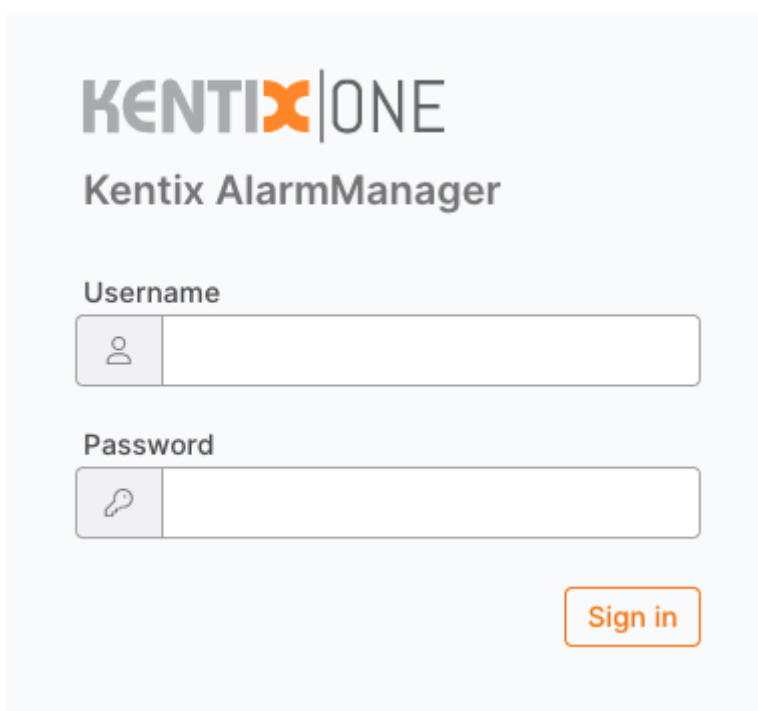 KENTIX|ONE
Kentix AlarmManager
Username
Password
Sign in